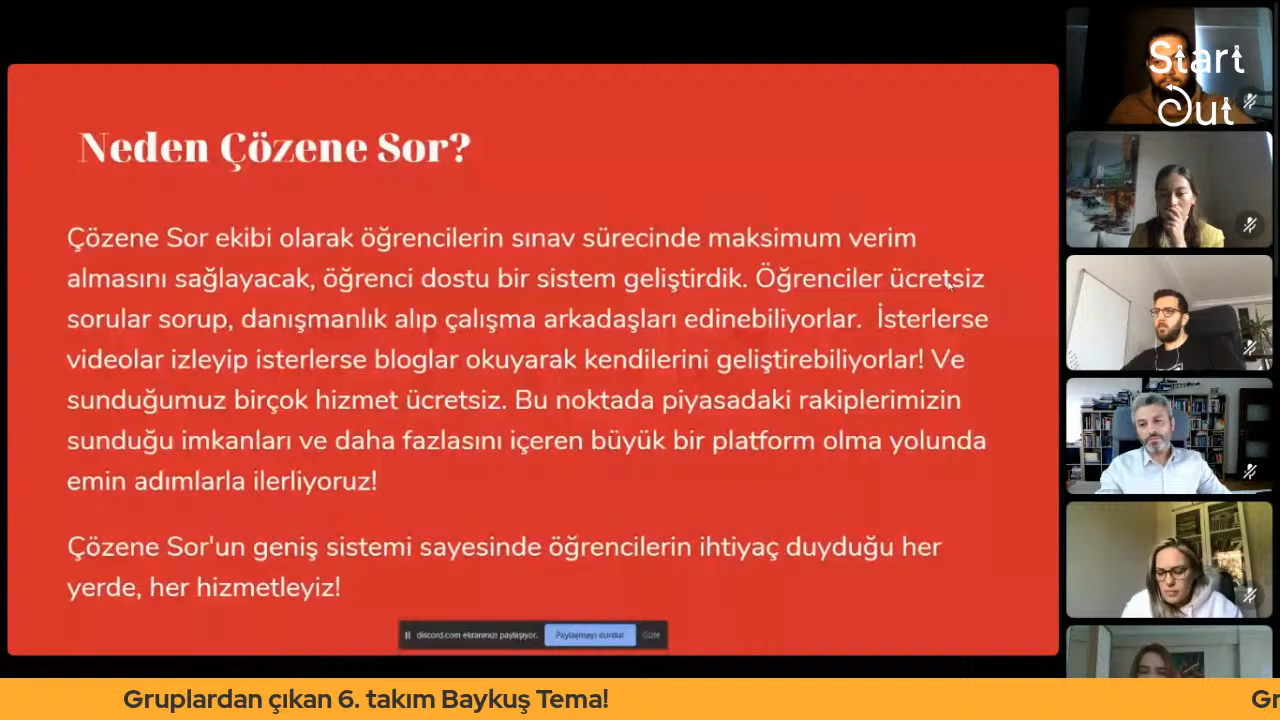 Start
Out
Neden Çözene Sor?
Çözene Sor ekibi olarak öğrencilerin sınav sürecinde maksimum verim
almasını sağlayacak, öğrenci dostu bir sistem geliştirdik. Öğrenciler ücretsiz
sorular sorup, danışmanlık alıp çalışma arkadaşları edinebiliyorlar. İsterlerse
videolar izleyip isterlerse bloglar okuyarak kendilerini geliştirebiliyorlar! Ve
sunduğumuz birçok hizmet ücretsiz. Bu noktada piyasadaki rakiplerimizin
sunduğu imkanları ve daha fazlasını içeren büyük bir platform olma yolunda
emin adımlarla ilerliyoruz!
Çözene Sor'un geniş sistemi sayesinde öğrencilerin ihtiyaç duyduğu her
yerde, her hizmetleyiz!
discord.com ekranınızı paylaşıyor. Paylaşmayı durdur Gizle
Gruplardan çıkan 6. takım Baykuş Tema! Gr